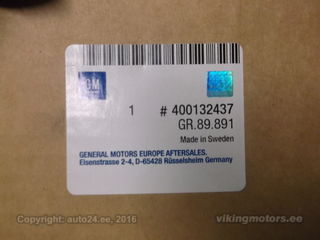 GM
1 # 400132437
GR.89.891
Made in Sweden
GENERAL MOTORS EUROPE AFTERSALES.
Eisenstrasse 2-4, D-65428 Rüsselsheim Germany
Copyright: auto24.ee, 2016
vikingmotors.ee